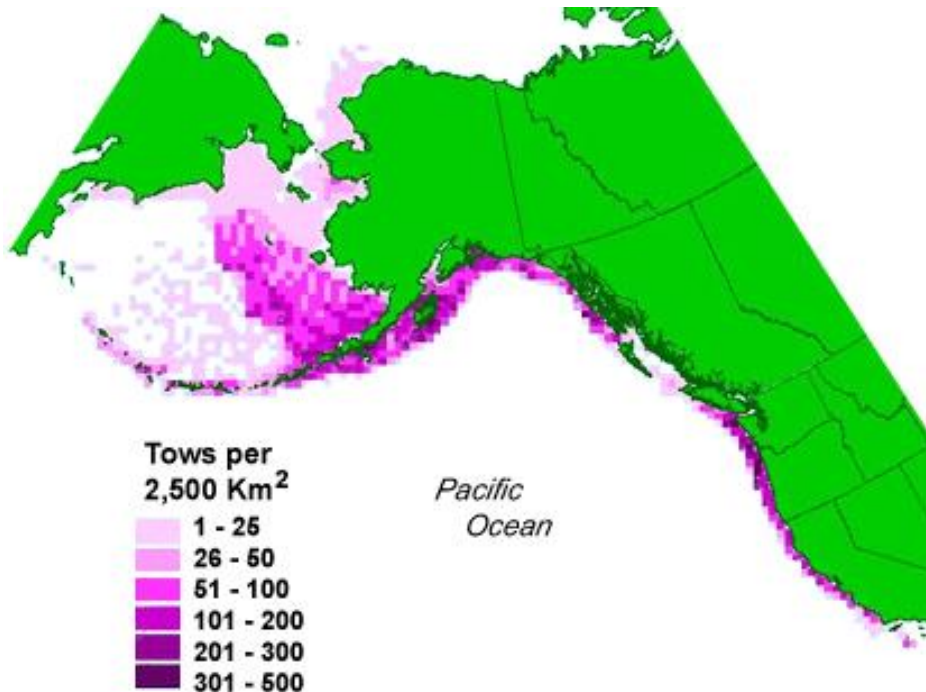 Tows per
2,500 Km²
1 - 25
26 - 50
51 - 100
101 - 200
201 - 300
301 - 500
Pacific
Ocean